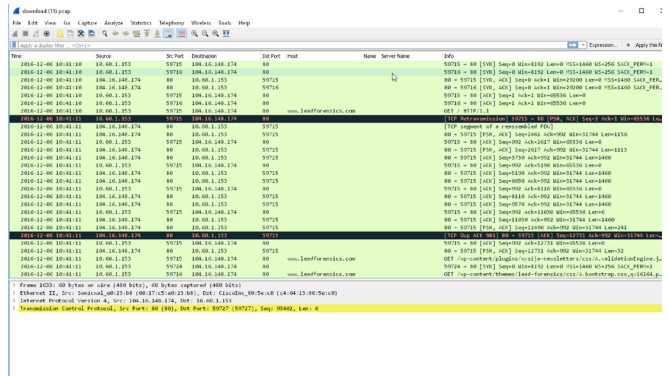 download (19).pcap
File Edit View Go Capture Analyze Statistics Telephony Wireless Tools Help
Apply a display filter ... <Ctrl-/> Expression... + Apply this fil
Time Source Src Port Destination Dst Port Host Name Server Name Info
2016-12-06 10:41:10 10.60.1.153 59715 104.16.148.174 80 59715 → 80 [SYN] Seq=0 Win=8192 Len=0 MSS=1460 WS=256 SACK_PERM=1
2016-12-06 10:41:10 10.60.1.153 59716 104.16.148.174 80 59716 → 80 [SYN] Seq=0 Win=8192 Len=0 MSS=1460 WS=256 SACK_PERM=1
2016-12-06 10:41:10 104.16.148.174 80 10.60.1.153 59715 80 → 59715 [SYN, ACK] Seq=0 Ack=1 Win=29200 Len=0 MSS=1460 SACK_PER…
2016-12-06 10:41:10 104.16.148.174 80 10.60.1.153 59716 80 → 59716 [SYN, ACK] Seq=0 Ack=1 Win=29200 Len=0 MSS=1460 SACK_PER…
2016-12-06 10:41:10 10.60.1.153 59715 104.16.148.174 80 59715 → 80 [ACK] Seq=1 Ack=1 Win=65536 Len=0
2016-12-06 10:41:10 10.60.1.153 59716 104.16.148.174 80 59716 → 80 [ACK] Seq=1 Ack=1 Win=65536 Len=0
2016-12-06 10:41:10 10.60.1.153 59715 104.16.148.174 80 www.leadforensics.com GET / HTTP/1.1
2016-12-06 10:41:11 10.60.1.153 59715 104.16.148.174 80 [TCP Retransmission] 59715 → 80 [PSH, ACK] Seq=1 Ack=1 Win=65536 Le…
2016-12-06 10:41:11 104.16.148.174 80 10.60.1.153 59715 [TCP segment of a reassembled PDU]
2016-12-06 10:41:11 104.16.148.174 80 10.60.1.153 59715 80 → 59715 [PSH, ACK] Seq=1461 Ack=992 Win=31744 Len=1156
2016-12-06 10:41:11 10.60.1.153 59715 104.16.148.174 80 59715 → 80 [ACK] Seq=992 Ack=2617 Win=65536 Len=0
2016-12-06 10:41:11 104.16.148.174 80 10.60.1.153 59715 80 → 59715 [PSH, ACK] Seq=2617 Ack=992 Win=31744 Len=1113
2016-12-06 10:41:11 104.16.148.174 80 10.60.1.153 59715 80 → 59715 [ACK] Seq=3730 Ack=992 Win=31744 Len=1460
2016-12-06 10:41:11 10.60.1.153 59715 104.16.148.174 80 59715 → 80 [ACK] Seq=992 Ack=5190 Win=65536 Len=0
2016-12-06 10:41:11 104.16.148.174 80 10.60.1.153 59715 80 → 59715 [ACK] Seq=5190 Ack=992 Win=31744 Len=1460
2016-12-06 10:41:11 104.16.148.174 80 10.60.1.153 59715 80 → 59715 [ACK] Seq=6650 Ack=992 Win=31744 Len=1460
2016-12-06 10:41:11 10.60.1.153 59715 104.16.148.174 80 59715 → 80 [ACK] Seq=992 Ack=8110 Win=65536 Len=0
2016-12-06 10:41:11 104.16.148.174 80 10.60.1.153 59715 80 → 59715 [ACK] Seq=8110 Ack=992 Win=31744 Len=1460
2016-12-06 10:41:11 104.16.148.174 80 10.60.1.153 59715 80 → 59715 [ACK] Seq=9570 Ack=992 Win=31744 Len=1460
2016-12-06 10:41:11 10.60.1.153 59715 104.16.148.174 80 59715 → 80 [ACK] Seq=992 Ack=11030 Win=65536 Len=0
2016-12-06 10:41:11 104.16.148.174 80 10.60.1.153 59715 80 → 59715 [ACK] Seq=11030 Ack=992 Win=31744 Len=1460
2016-12-06 10:41:11 104.16.148.174 80 10.60.1.153 59715 80 → 59715 [PSH, ACK] Seq=12490 Ack=992 Win=31744 Len=241
2016-12-06 10:41:11 104.16.148.174 80 10.60.1.153 59715 80 → 59715 [ACK] Seq=12731 Ack=992 Win=31744 Len=
2016-12-06 10:41:11 10.60.1.153 59715 104.16.148.174 80 59715 → 80 [ACK] Seq=992 Ack=12731 Win=65536 Len=0
2016-12-06 10:41:11 104.16.148.174 80 10.60.1.153 59715 80 → 59715 [PSH, ACK] Seq=12731 Ack=992 Win=31744 Len=32
2016-12-06 10:41:11 10.60.1.153 59715 104.16.148.174 80 www.leadforensics.com GET
2016-12-06 10:41:11 10.60.1.153 59724 104.16.148.174 80 59724 → 80 [SYN] Seq=0 Win=8192 Len=0 MSS=1460 WS=256 SACK_PERM=1
2016-12-06 10:41:11 10.60.1.153 59716 104.16.148.174 80 www.leadforensics.com GET
> Frame 1633: 60 bytes on wire (480 bits), 60 bytes captured (480 bits)
> Ethernet II, Src: Dst:
> Internet Protocol Version 4, Src: 104.16.148.174, Dst: 10.60.1.153
> Transmission Control Protocol, Src Port: 80 (80), Dst Port: 59727 (59727), Seq: 93402, Len: 0